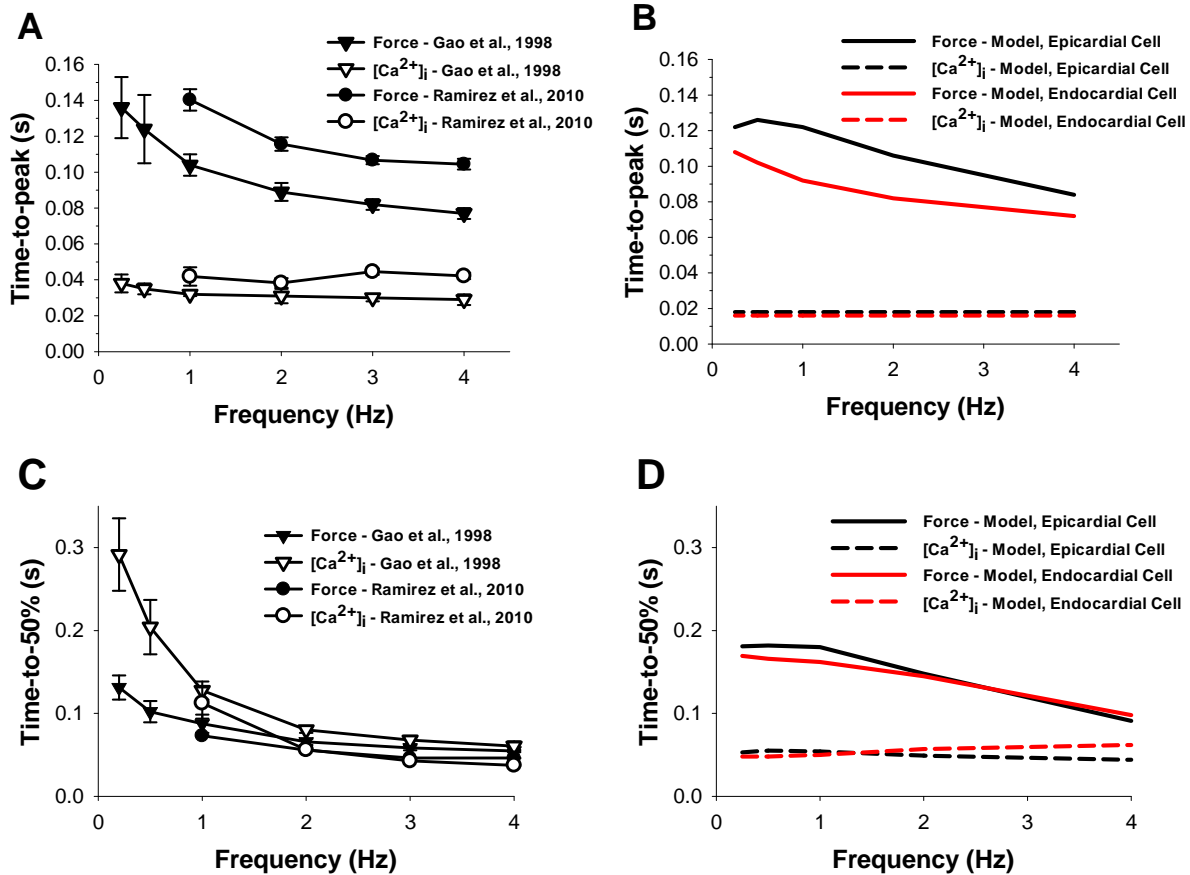 A
Force - Gao et al., 1998
[Ca2+]i - Gao et al., 1998
Force - Ramirez et al., 2010
[Ca2+]i - Ramirez et al., 2010
Time-to-peak (s)
0.16
0.14
0.12
0.10
0.08
0.06
0.04
0.02
0.00
0 1 2 3 4
Frequency (Hz)
B
Force - Model, Epicardial Cell
[Ca2+]i - Model, Epicardial Cell
Force - Model, Endocardial Cell
[Ca2+]i - Model, Endocardial Cell
Time-to-peak (s)
0.16
0.14
0.12
0.10
0.08
0.06
0.04
0.02
0.00
0 1 2 3 4
Frequency (Hz)
C
Force - Gao et al., 1998
[Ca2+]i - Gao et al., 1998
Force - Ramirez et al., 2010
[Ca2+]i - Ramirez et al., 2010
Time-to-50% (s)
0.3
0.2
0.1
0.0
0 1 2 3 4
Frequency (Hz)
D
Force - Model, Epicardial Cell
[Ca2+]i - Model, Epicardial Cell
Force - Model, Endocardial Cell
[Ca2+]i - Model, Endocardial Cell
Time-to-50% (s)
0.3
0.2
0.1
0.0
0 1 2 3 4
Frequency (Hz)